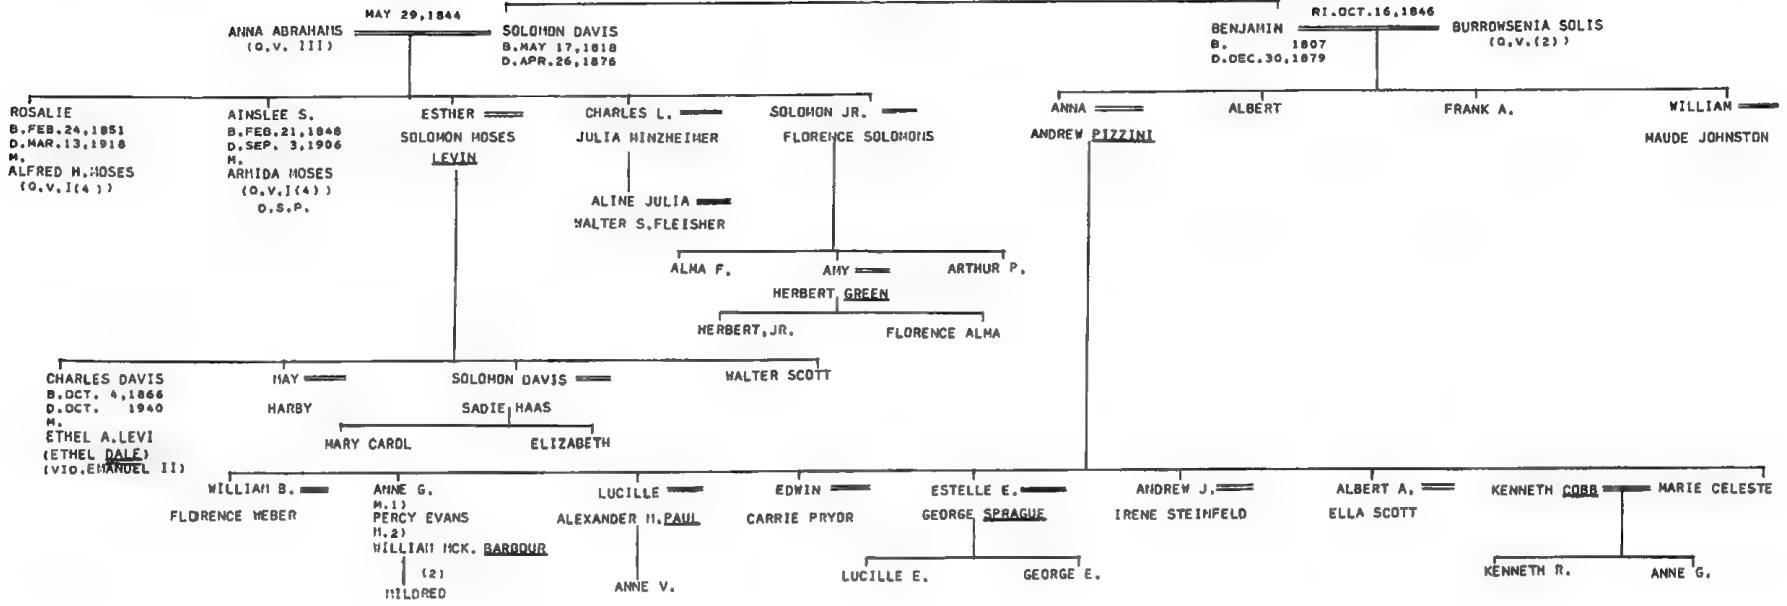 MAY 29,1844
RI.OCT.16,1846
ANNA ABRAHAMS
(Q.V. III)
SOLOMON DAVIS
B.MAY 17,1818
D.APR.26,1876
BENJAMIN
B. 1807
D.DEC.30,1879
BURROWSENIA SOLIS
(Q.V.(2))
ROSALIE
B.FEB.24,1851
D.MAR.13,1918
M.
ALFRED H.MOSES
(Q.V.I(4))
AINSLEE S.
B.FEB.21,1848
D.SEP. 3,1906
M.
ARMIDA MOSES
(Q.V.I(4))
D.S.P.
ESTHER
SOLOMON MOSES
LEVIN
CHARLES L.
JULIA WINZHEIMER
ALINE JULIA
WALTER S.FLEISHER
SOLOMON JR.
FLORENCE SOLOMONS
ALMA F.
AMY
ARTHUR P.
HERBERT GREEN
HERBERT,JR.
FLORENCE ALMA
ANNA
ANDREW PIZZINI
ALBERT
FRANK A.
WILLIAM
MAUDE JOHNSTON
CHARLES DAVIS
B.OCT. 4,1866
D.OCT. 1940
M.
ETHEL A.LEVI
(ETHEL DALE)
(VID.EMANUEL II)
MAY
HARBY
SOLOMON DAVIS
SADIE HAAS
WALTER SCOTT
MARY CAROL
ELIZABETH
WILLIAM B.
FLORENCE WEBER
ANNE G.
M.1)
PERCY EVANS
M.2)
WILLIAM MCK. BARBOUR
(2)
MILDRED
LUCILLE
ALEXANDER M.PAUL
ANNE V.
EDWIN
CARRIE PRYOR
ESTELLE E.
GEORGE SPRAGUE
LUCILLE E.
GEORGE E.
ANDREW J.
IRENE STEINFELD
ALBERT A.
ELLA SCOTT
KENNETH COBB
MARIE CELESTE
KENNETH R.
ANNE G.